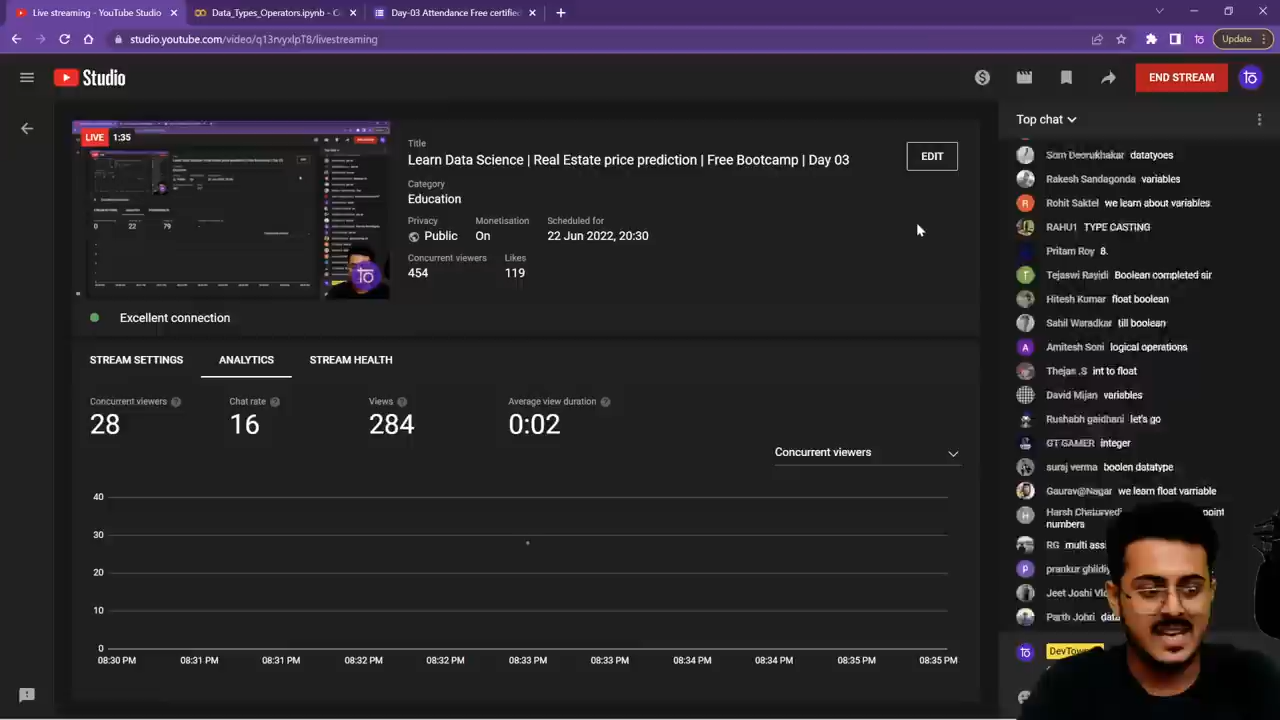 Live streaming - YouTube Studio
Data_Types_Operators.ipynb - C
Day-03 Attendance Free certified
studio.youtube.com/video/q13rvyxlpT8/livestreaming
Update
Studio
END STREAM
LIVE 1:35
Title
Learn Data Science | Real Estate price prediction | Free Bootcamp | Day 03
EDIT
Category
Education
Privacy Monetisation Scheduled for
Public On 22 Jun 2022, 20:30
Concurrent viewers Likes
454 119
Excellent connection
STREAM SETTINGS ANALYTICS STREAM HEALTH
Concurrent viewers Chat rate Views Average view duration
28 16 284 0:02
Concurrent viewers
40
30
20
10
0
08:30 PM 08:31 PM 08:31 PM 08:32 PM 08:32 PM 08:33 PM 08:33 PM 08:34 PM 08:34 PM 08:35 PM 08:35 PM
Top chat
Som Deorukhakar datatyoes
Rakesh Sandagonda variables
Rohit Saktel we learn about variables
RAHU1 TYPE CASTING
Pritam Roy 8.
Tejaswi Rayidi Boolean completed sir
Hitesh Kumar float boolean
Sahil Waradkar till boolean
Amitesh Soni logical operations
Thejas .S int to float
David Mijan variables
Rushabh gaidhani let's go
GT GAMER integer
suraj verma boolen datatype
Gaurav@Nagar we learn float varriable
Harsh Chaturvedi point
numbers
RG multi
prankur
Jeet Joshi
Parth Johri